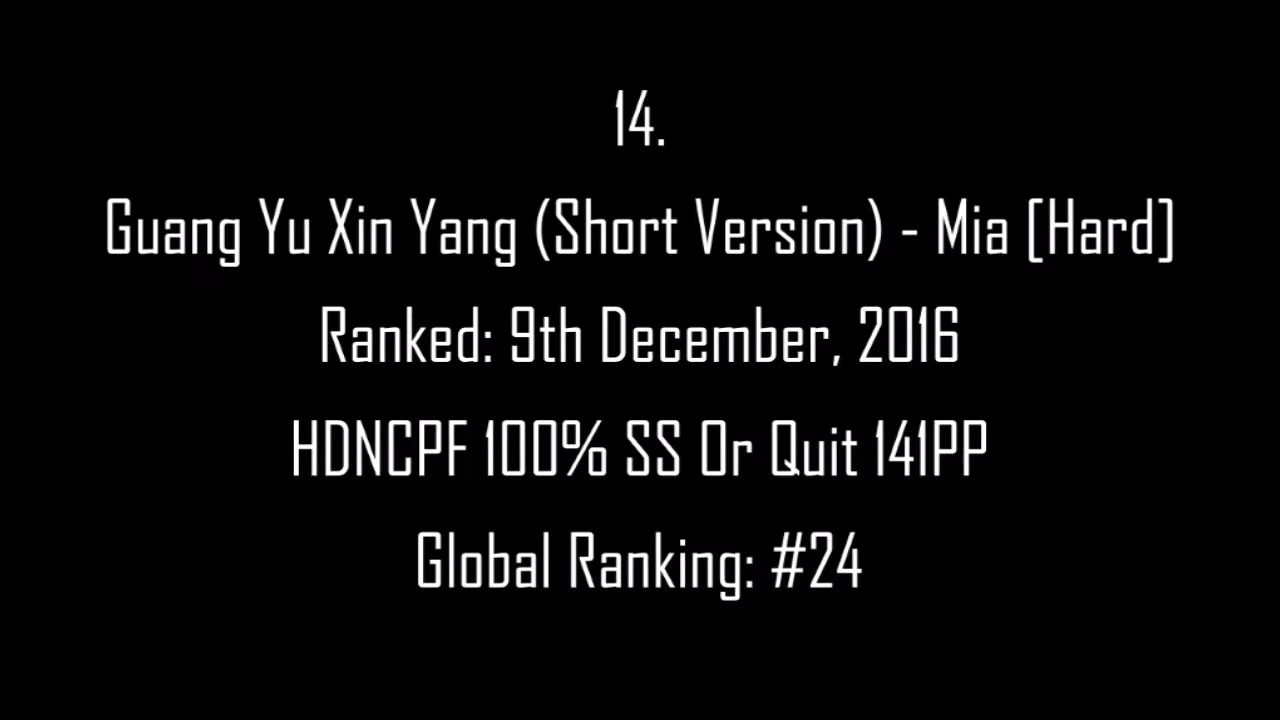 14.
Guang Yu Xin Yang (Short Version) - Mia [Hard]
Ranked: 9th December, 2016
HDNCPF 100% SS Or Quit 141PP
Global Ranking: #24